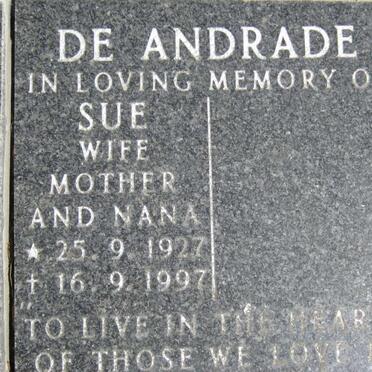 DE ANDRADE
IN LOVING MEMORY O
SUE
WIFE
MOTHER
AND NANA
★ 25. 9. 1927
† 16. 9. 1997
"TO LIVE IN THE HEAR
OF THOSE WE LOVE